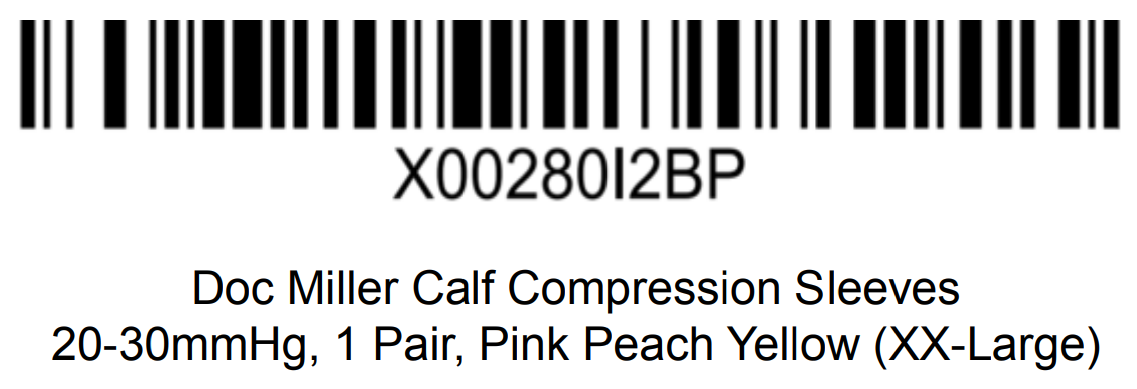 X00280I2BP
Doc Miller Calf Compression Sleeves
20-30mmHg, 1 Pair, Pink Peach Yellow (XX-Large)